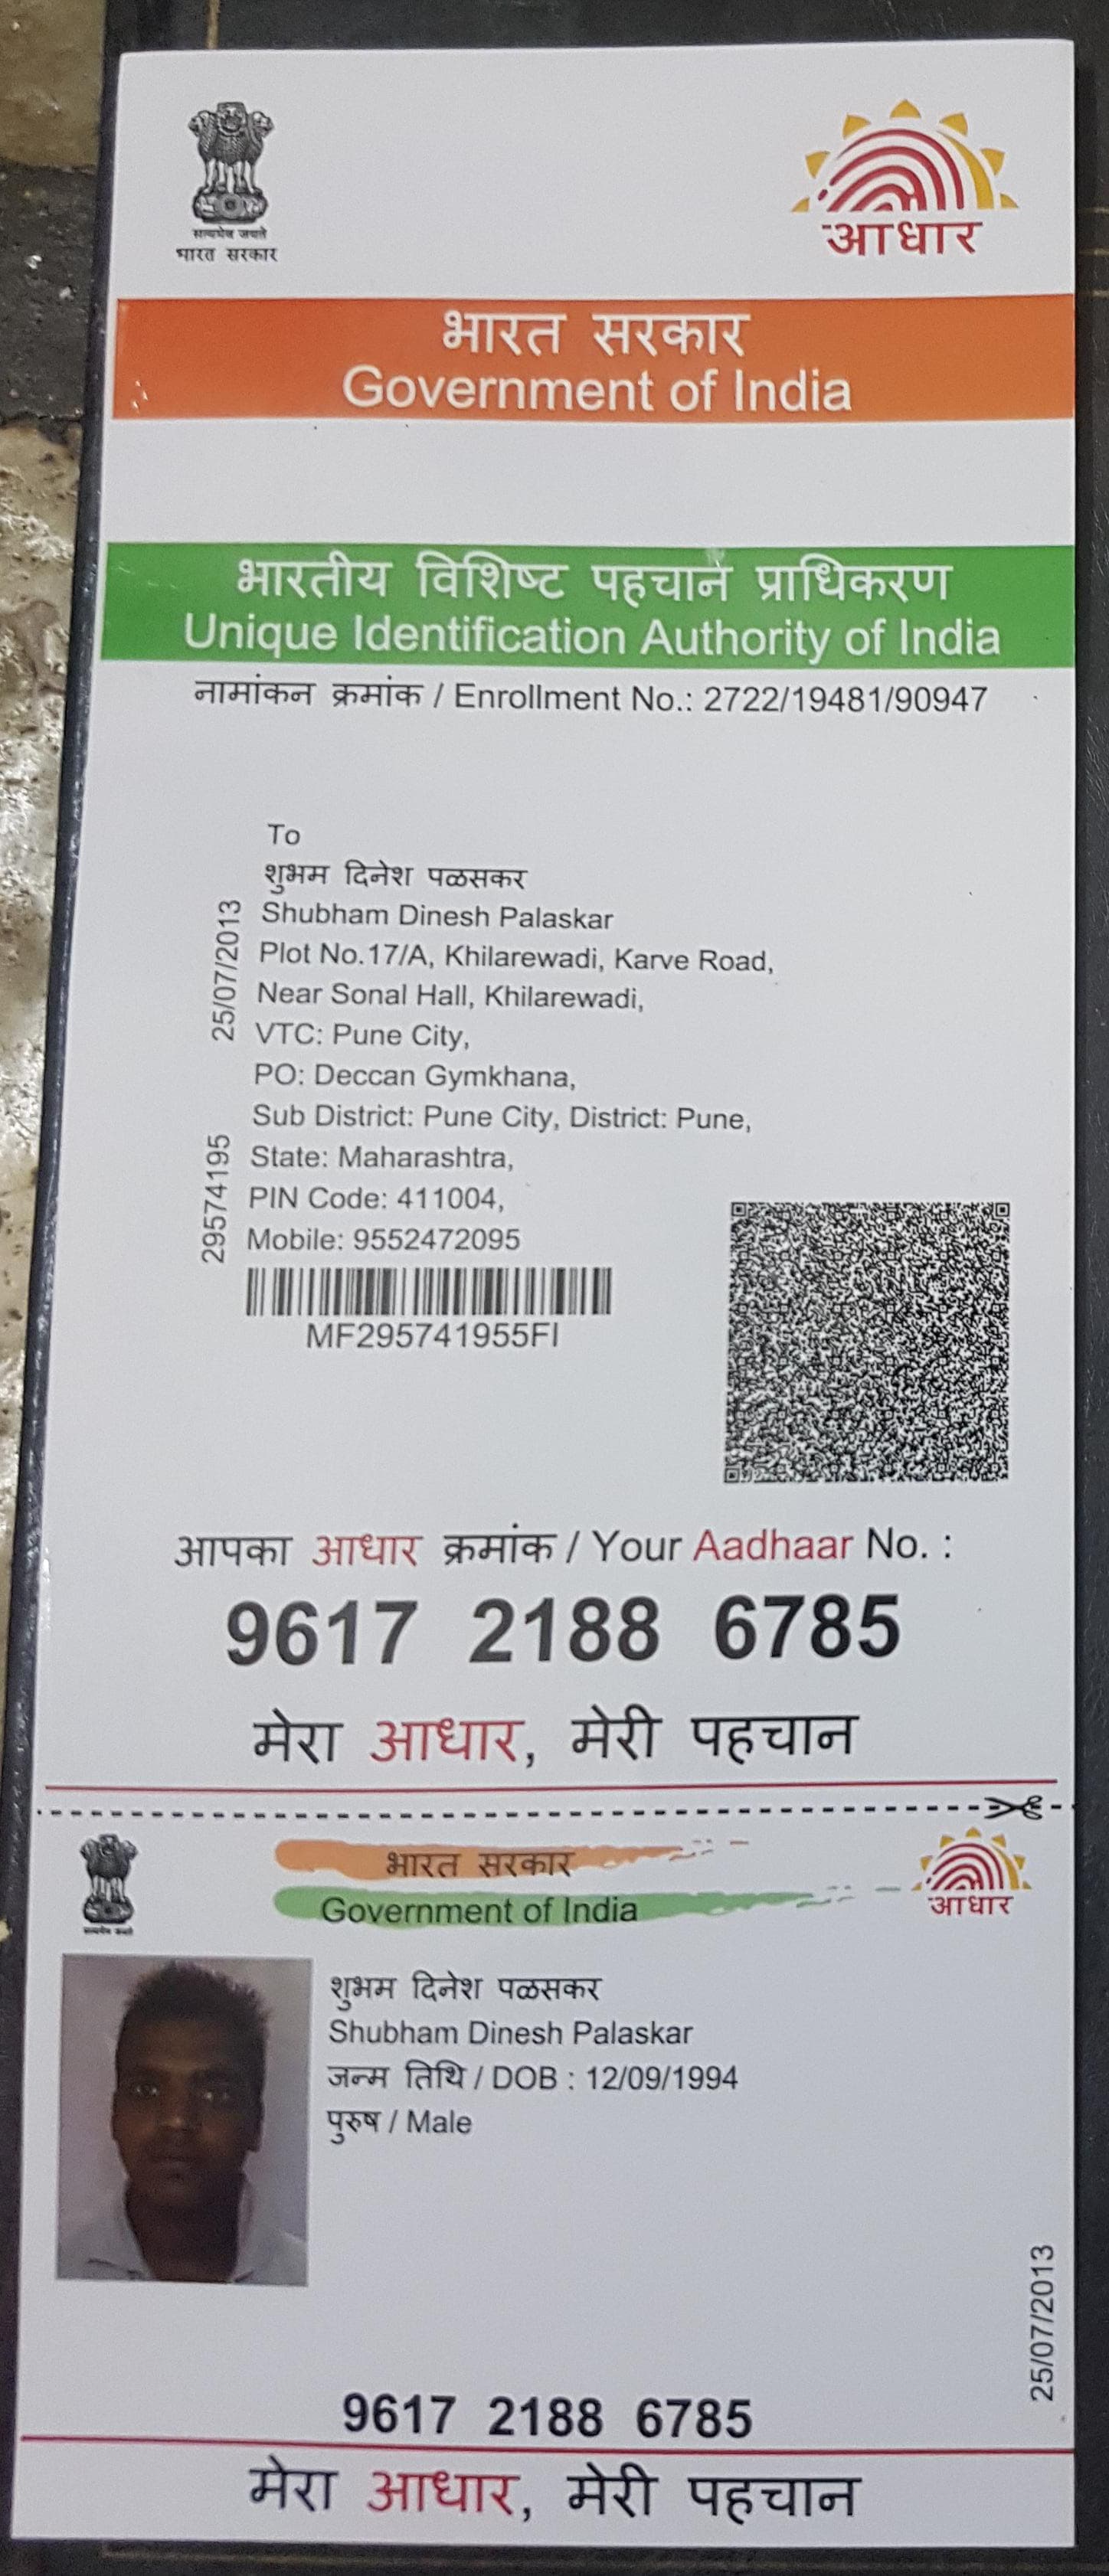 सत्यमेव जयते
भारत सरकार
आधार
भारत सरकार
Government of India
भारतीय विशिष्ट पहचान प्राधिकरण
Unique Identification Authority of India
नामांकन क्रमांक / Enrollment No.: 2722/19481/90947
To
शुभम दिनेश पळसकर
Shubham Dinesh Palaskar
Plot No.17/A, Khilarewadi, Karve Road,
Near Sonal Hall, Khilarewadi,
VTC: Pune City,
PO: Deccan Gymkhana,
Sub District: Pune City, District: Pune,
State: Maharashtra,
PIN Code: 411004,
Mobile: 9552472095
25/07/2013
29574195
MF295741955FI
आपका आधार क्रमांक / Your Aadhaar No. :
9617 2188 6785
मेरा आधार, मेरी पहचान
भारत सरकार
Government of India
सत्यमेव जयते
आधार
शुभम दिनेश पळसकर
Shubham Dinesh Palaskar
जन्म तिथि / DOB : 12/09/1994
पुरुष / Male
25/07/2013
9617 2188 6785
मेरा आधार, मेरी पहचान